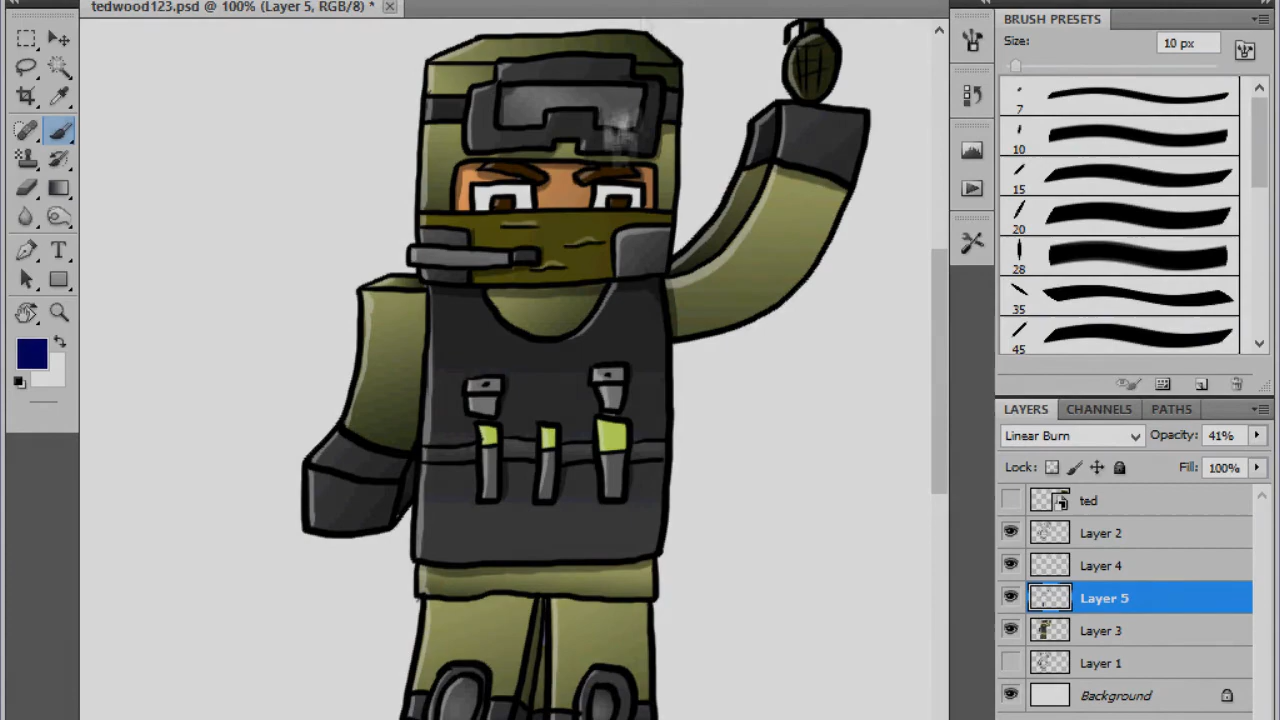 tedwood123.psd @ 100% (Layer 5, RGB/8) *
BRUSH PRESETS
Size:
10 px
7
10
15
20
28
35
45
T
LAYERS
CHANNELS
PATHS
Linear Burn
Opacity:
41%
Lock:
Fill:
100%
ted
Layer 2
Layer 4
Layer 5
Layer 3
Layer 1
Background